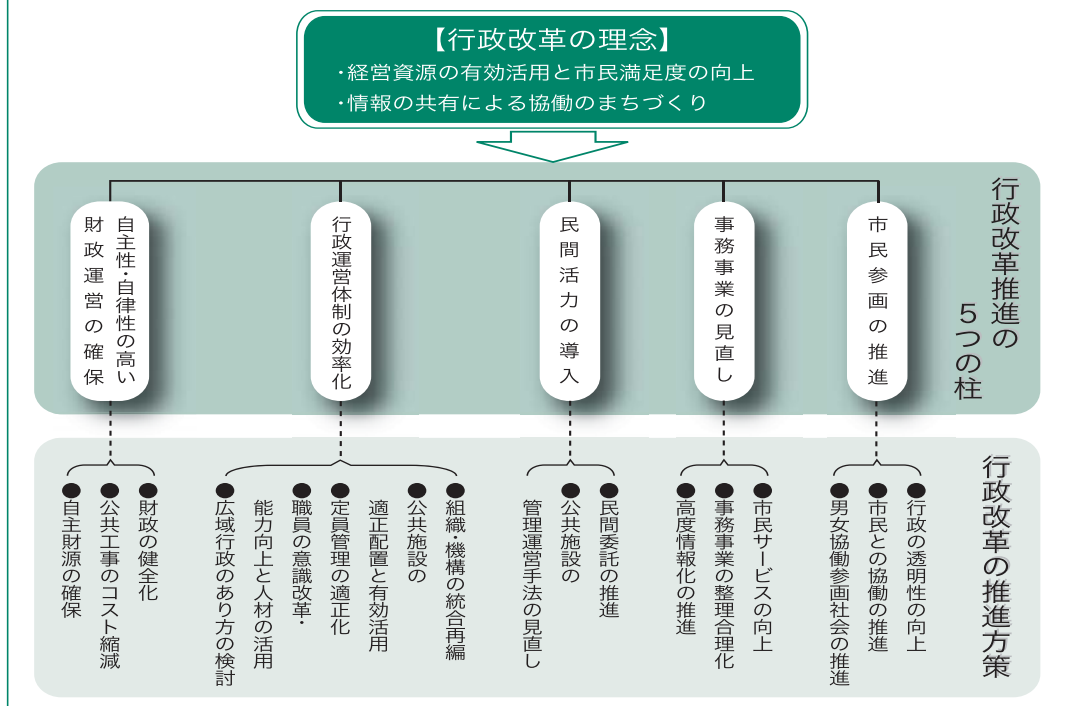 【行政改革の理念】
・経営資源の有効活用と市民満足度の向上
・情報の共有による協働のまちづくり
行政改革推進の
５つの柱
市民参画の推進
事務事業の見直し
民間活力の導入
行政運営体制の効率化
自主性・自律性の高い
財政運営の確保
行政改革の推進方策
●行政の透明性の向上
●市民との協働の推進
●男女協働参画社会の推進
●市民サービスの向上
●事務事業の整理合理化
●高度情報化の推進
●民間委託の推進
●公共施設の
管理運営手法の見直し
●組織・機構の統合再編
●公共施設の
適正配置と有効活用
●定員管理の適正化
●職員の意識改革・
能力向上と人材の活用
●広域行政のあり方の検討
●財政の健全化
●公共工事のコスト縮減
●自主財源の確保